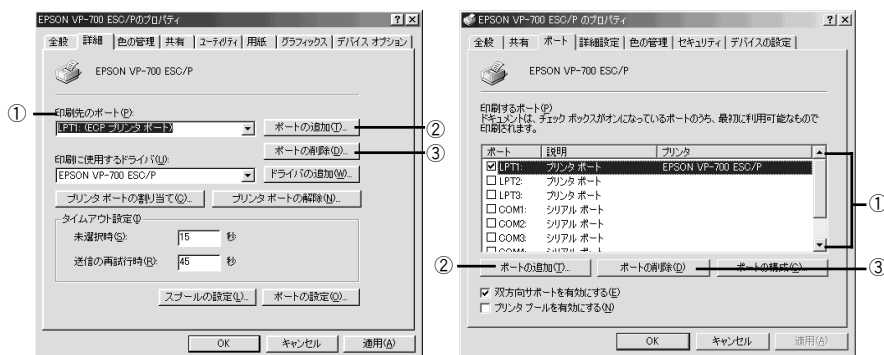 EPSON VP-700 ESC/Pのプロパティ
全般 詳細 色の管理 共有 ユーティリティ 用紙 グラフィックス デバイス オプション
EPSON VP-700 ESC/P
① 印刷先のポート(P):
LPT1: (ECP プリンタ ポート)
ポートの追加(T)... ②
ポートの削除(D)... ③
印刷に使用するドライバ(U):
EPSON VP-700 ESC/P
ドライバの追加(W)...
プリンタ ポートの割り当て(C)... プリンタ ポートの解除(N)...
タイムアウト設定
未選択時(S): 15 秒
送信の再試行時(R): 45 秒
スプールの設定(L)... ポートの設定(O)...
OK キャンセル 適用(A)
EPSON VP-700 ESC/P のプロパティ
全般 共有 ポート 詳細設定 色の管理 セキュリティ デバイスの設定
EPSON VP-700 ESC/P
印刷するポート(P)
ドキュメントは、チェック ボックスがオンになっているポートのうち、最初に利用可能なもので
印刷されます。
ポート 説明 プリンタ
LPT1: プリンタ ポート EPSON VP-700 ESC/P
LPT2: プリンタ ポート
LPT3: プリンタ ポート
COM1: シリアル ポート
COM2: シリアル ポート
COM3: シリアル ポート
①
② ポートの追加(T)... ポートの削除(D) ポートの構成(C)... ③
双方向サポートを有効にする(E)
プリンタ プールを有効にする(N)
OK キャンセル 適用(A)